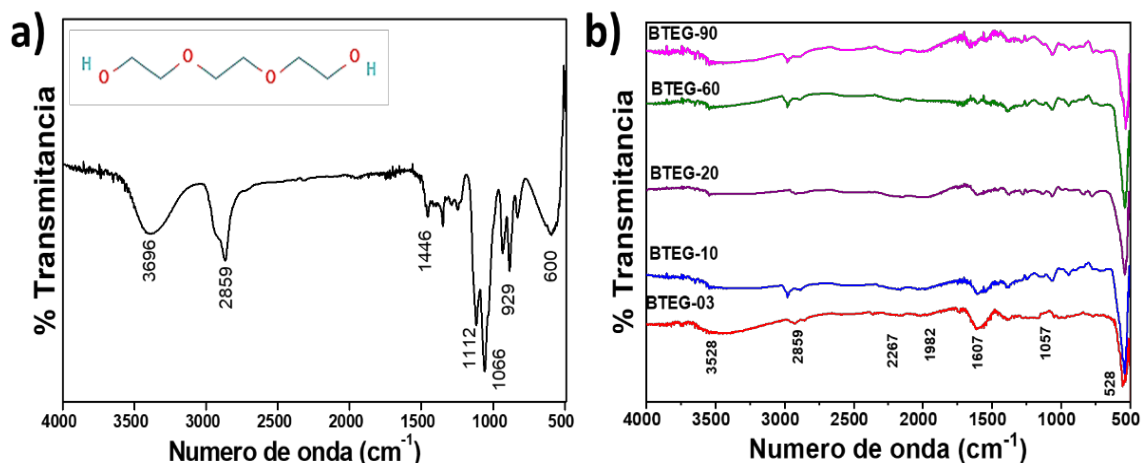 a)
H
O
O
O
O
H
% Transmitancia
3696
2859
1446
1112
1066
929
600
4000 3500 3000 2500 2000 1500 1000 500
Numero de onda (cm-1)
b)
BTEG-90
BTEG-60
BTEG-20
BTEG-10
BTEG-03
% Transmitancia
3528
2859
2267
1982
1607
1057
528
4000 3500 3000 2500 2000 1500 1000 500
Numero de onda (cm-1)